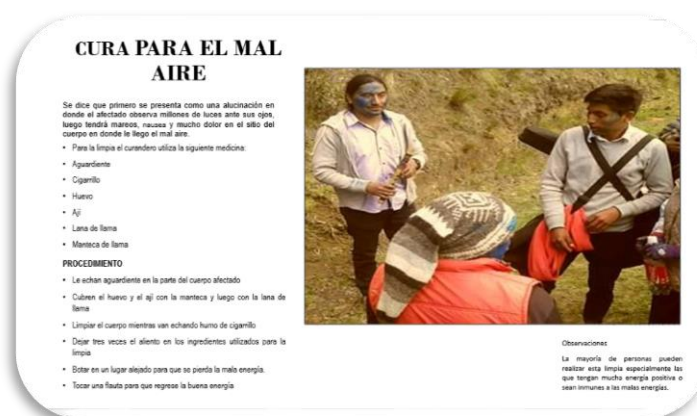 CURA PARA EL MAL
AIRE
Se dice que primero se presenta como una alucinación en
donde el afectado observa millones de luces ante sus ojos,
luego tendrá mareos, nausea y mucho dolor en el sitio del
cuerpo en donde le llego el mal aire.
• Para la limpia el curandero utiliza la siguiente medicina:
• Aguardiente
• Cigarrillo
• Huevo
• Ají
• Lana de llama
• Manteca de llama
PROCEDIMIENTO
• Le echan aguardiente en la parte del cuerpo afectado
• Cubren el huevo y el ají con la manteca y luego con la lana de
llama
• Limpiar el cuerpo mientras van echando humo de cigarrillo
• Dejar tres veces el aliento en los ingredientes utilizados para la
limpia
• Botar en un lugar alejado para que se pierda la mala energía.
• Tocar una flauta para que regrese la buena energía
Observaciones
La mayoría de personas pueden
realizar esta limpia especialmente las
que tengan mucha energía positiva o
sean inmunes a las malas energías.